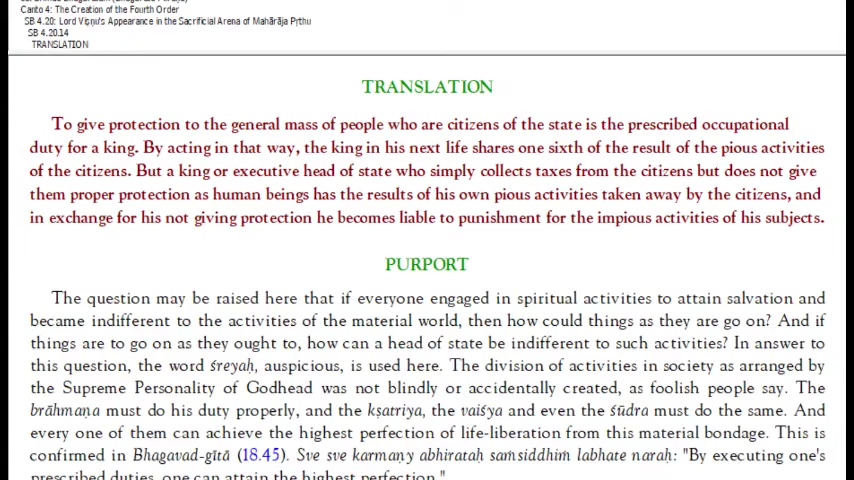 Canto 4: The Creation of the Fourth Order
SB 4.20: Lord Viṣṇu's Appearance in the Sacrificial Arena of Mahārāja Pṛthu
SB 4.20.14
TRANSLATION
TRANSLATION
To give protection to the general mass of people who are citizens of the state is the prescribed occupational
duty for a king. By acting in that way, the king in his next life shares one sixth of the result of the pious activities
of the citizens. But a king or executive head of state who simply collects taxes from the citizens but does not give
them proper protection as human beings has the results of his own pious activities taken away by the citizens, and
in exchange for his not giving protection he becomes liable to punishment for the impious activities of his subjects.
PURPORT
The question may be raised here that if everyone engaged in spiritual activities to attain salvation and
became indifferent to the activities of the material world, then how could things as they are go on? And if
things are to go on as they ought to, how can a head of state be indifferent to such activities? In answer to
this question, the word śreyaḥ, auspicious, is used here. The division of activities in society as arranged by
the Supreme Personality of Godhead was not blindly or accidentally created, as foolish people say. The
brāhmaṇa must do his duty properly, and the kṣatriya, the vaiśya and even the śūdra must do the same. And
every one of them can achieve the highest perfection of life-liberation from this material bondage. This is
confirmed in Bhagavad-gītā (18.45). Sve sve karmaṇy abhirataḥ saṁsiddhiṁ labhate naraḥ: "By executing one's
prescribed duties, one can attain the highest perfection."